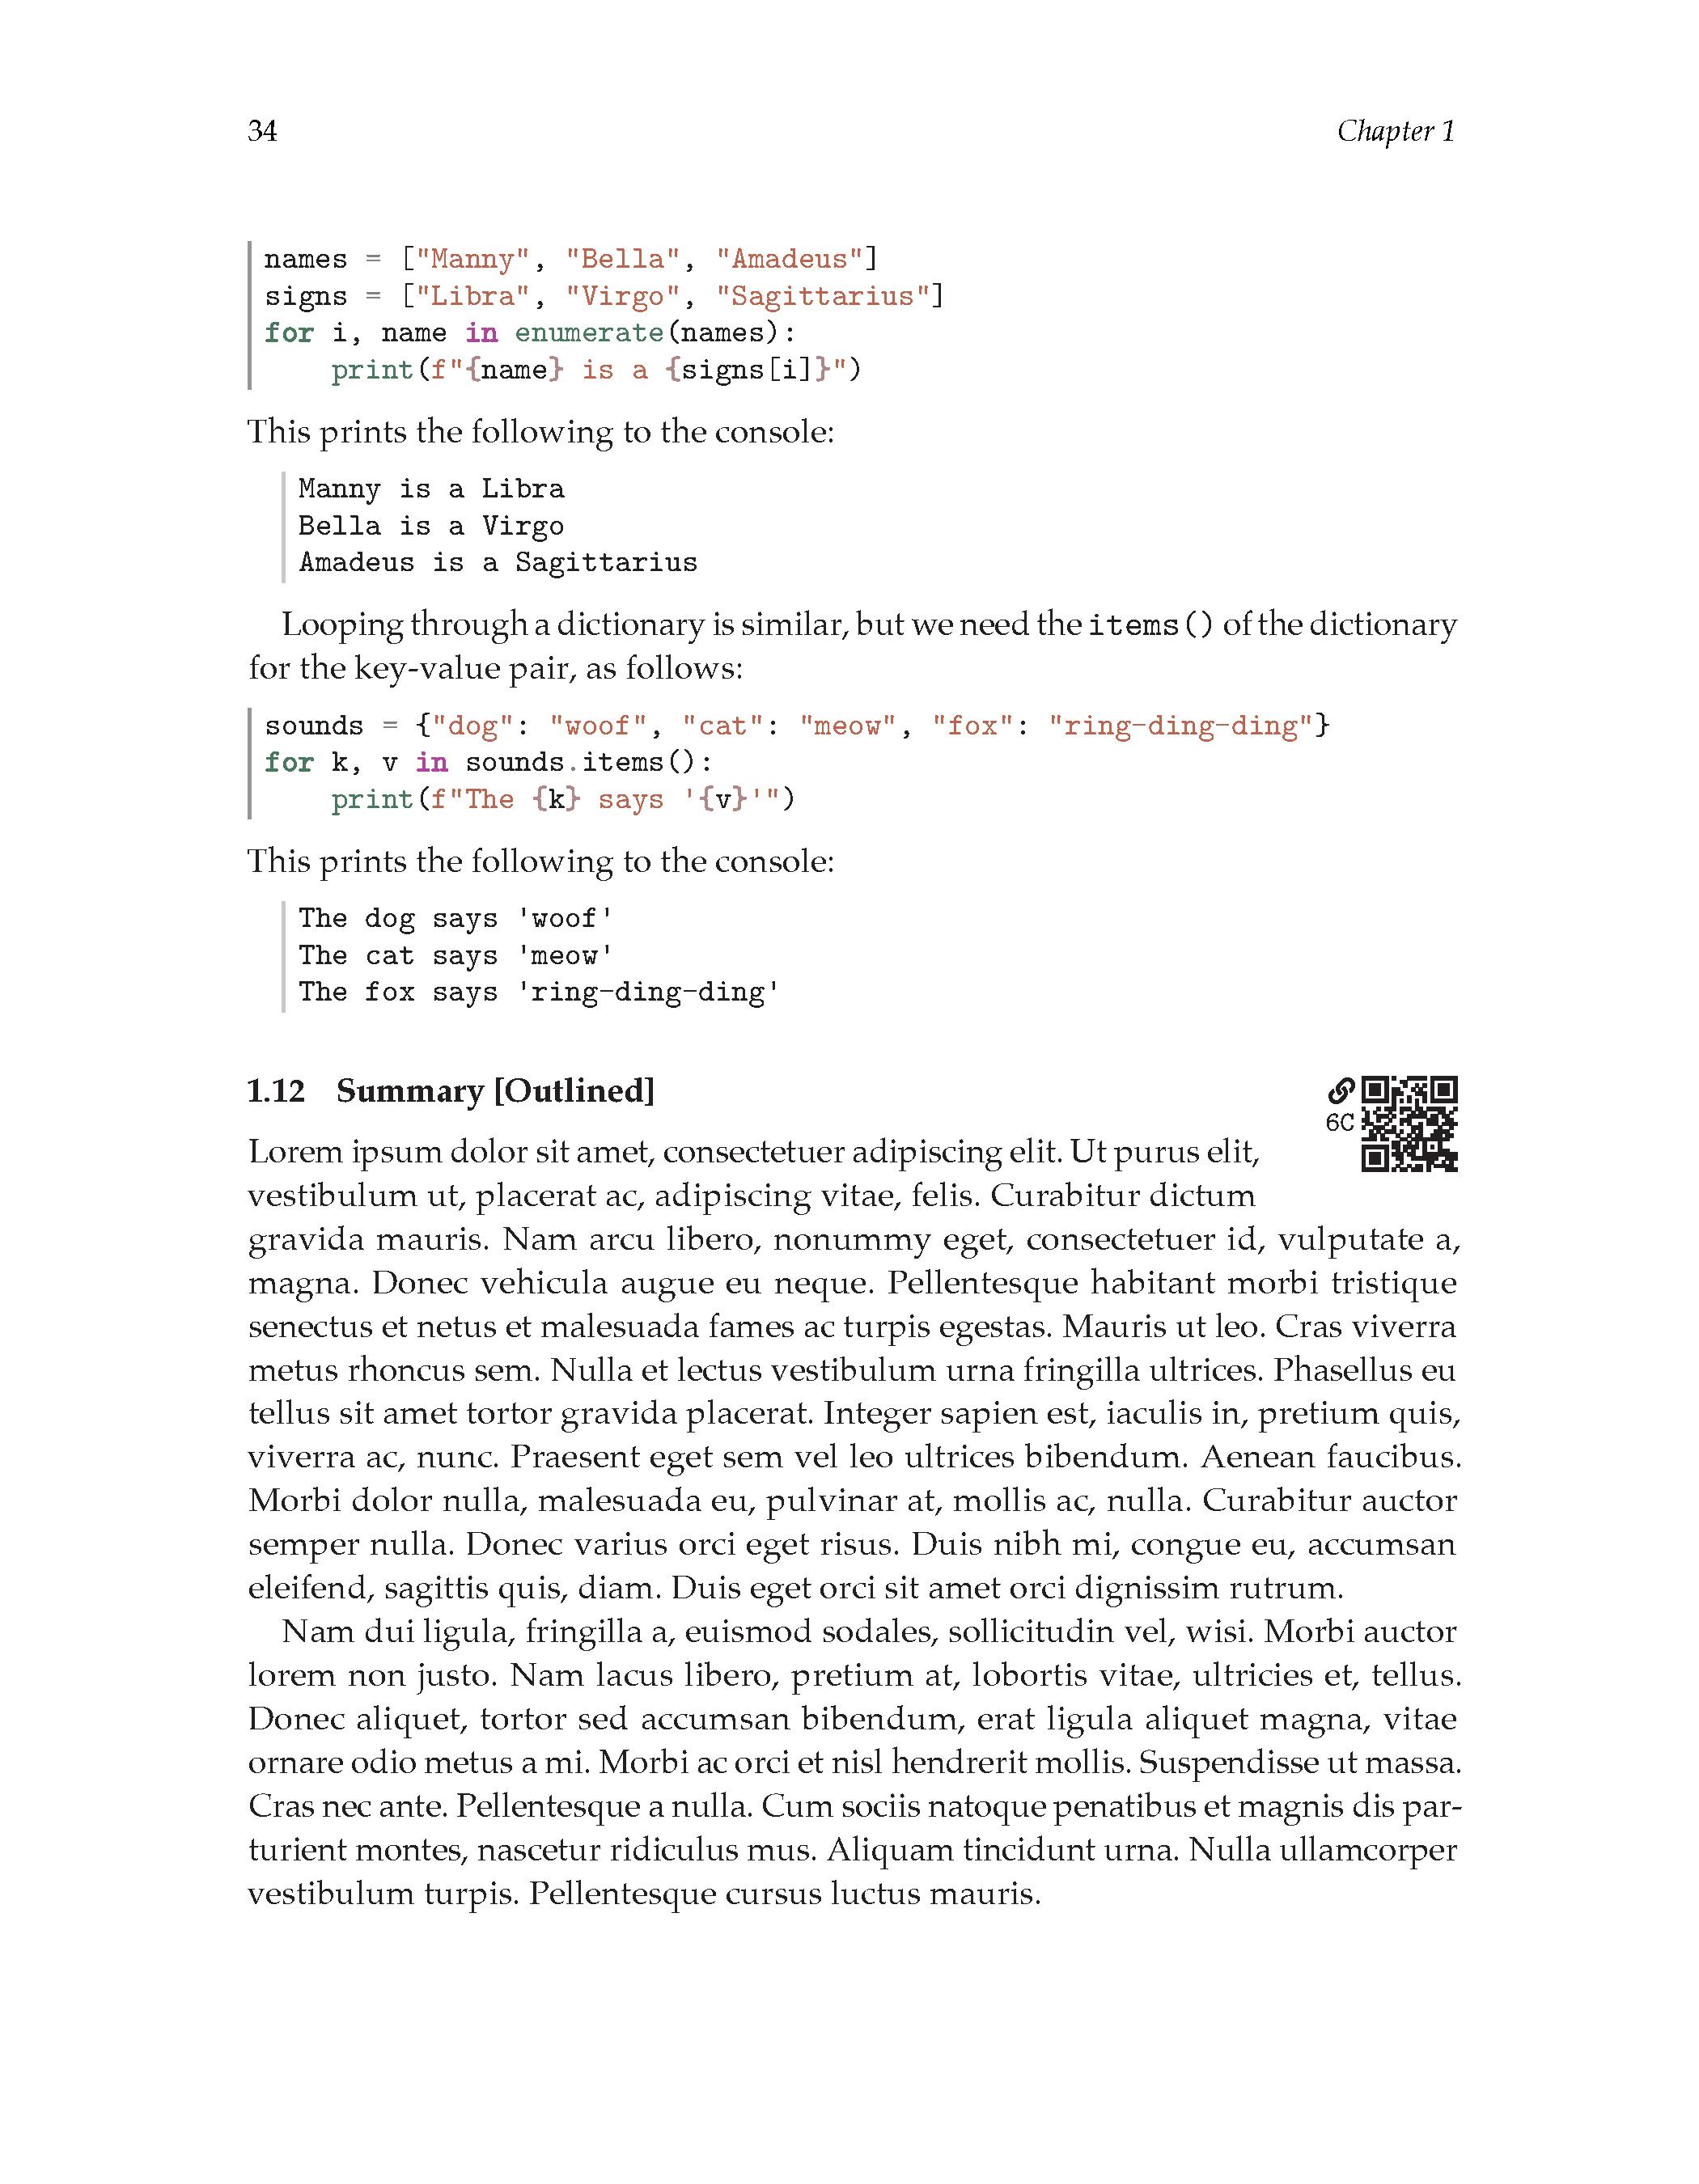 34 Chapter 1
names = ["Manny", "Bella", "Amadeus"]
signs = ["Libra", "Virgo", "Sagittarius"]
for i, name in enumerate(names):
    print(f"{name} is a {signs[i]}")
This prints the following to the console:
Manny is a Libra
Bella is a Virgo
Amadeus is a Sagittarius
Looping through a dictionary is similar, but we need the items() of the dictionary
for the key-value pair, as follows:
sounds = {"dog": "woof", "cat": "meow", "fox": "ring-ding-ding"}
for k, v in sounds.items():
    print(f"The {k} says '{v}'")
This prints the following to the console:
The dog says 'woof'
The cat says 'meow'
The fox says 'ring-ding-ding'
1.12 Summary [Outlined]
6C
Lorem ipsum dolor sit amet, consectetuer adipiscing elit. Ut purus elit,
vestibulum ut, placerat ac, adipiscing vitae, felis. Curabitur dictum
gravida mauris. Nam arcu libero, nonummy eget, consectetuer id, vulputate a,
magna. Donec vehicula augue eu neque. Pellentesque habitant morbi tristique
senectus et netus et malesuada fames ac turpis egestas. Mauris ut leo. Cras viverra
metus rhoncus sem. Nulla et lectus vestibulum urna fringilla ultrices. Phasellus eu
tellus sit amet tortor gravida placerat. Integer sapien est, iaculis in, pretium quis,
viverra ac, nunc. Praesent eget sem vel leo ultrices bibendum. Aenean faucibus.
Morbi dolor nulla, malesuada eu, pulvinar at, mollis ac, nulla. Curabitur auctor
semper nulla. Donec varius orci eget risus. Duis nibh mi, congue eu, accumsan
eleifend, sagittis quis, diam. Duis eget orci sit amet orci dignissim rutrum.
Nam dui ligula, fringilla a, euismod sodales, sollicitudin vel, wisi. Morbi auctor
lorem non justo. Nam lacus libero, pretium at, lobortis vitae, ultricies et, tellus.
Donec aliquet, tortor sed accumsan bibendum, erat ligula aliquet magna, vitae
ornare odio metus a mi. Morbi ac orci et nisl hendrerit mollis. Suspendisse ut massa.
Cras nec ante. Pellentesque a nulla. Cum sociis natoque penatibus et magnis dis par-
turient montes, nascetur ridiculus mus. Aliquam tincidunt urna. Nulla ullamcorper
vestibulum turpis. Pellentesque cursus luctus mauris.